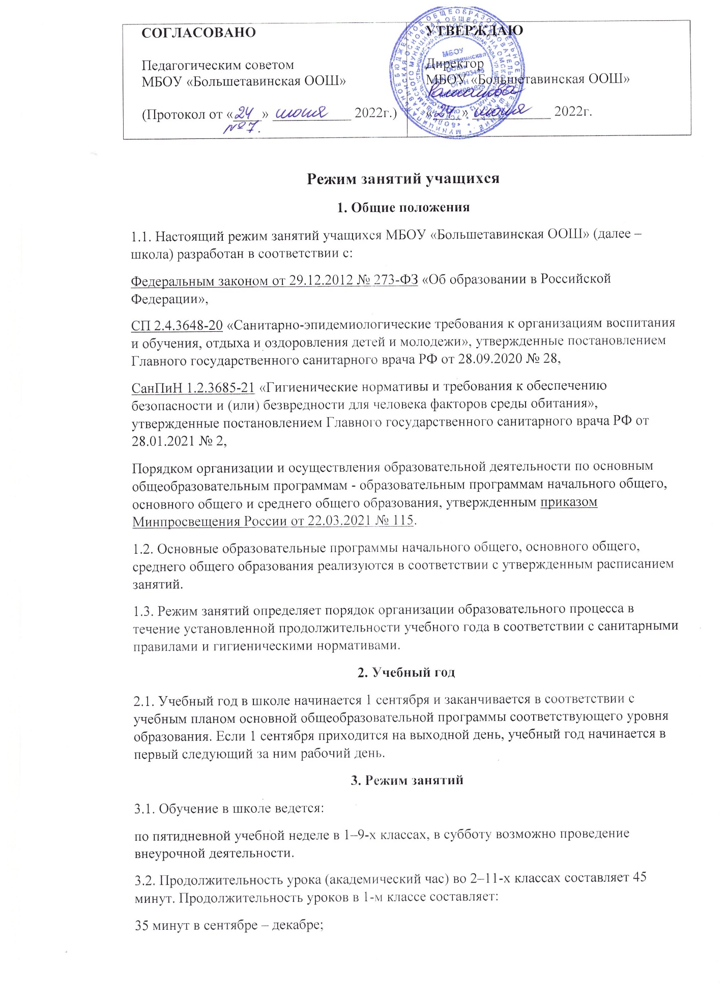 СОГЛАСОВАНО
Педагогическим советом
МБОУ «Большетавинская ООШ»
(Протокол от «24» июня 2022г.)
№ 7.
УТВЕРЖДАЮ
Директор
МБОУ «Большетавинская ООШ»
«24» июня 2022г.
МБОУ
«Большетавинская
ООШ»
ОГРН
Режим занятий учащихся
1. Общие положения
1.1. Настоящий режим занятий учащихся МБОУ «Большетавинская ООШ» (далее –
школа) разработан в соответствии с:
Федеральным законом от 29.12.2012 № 273-ФЗ «Об образовании в Российской
Федерации»,
СП 2.4.3648-20 «Санитарно-эпидемиологические требования к организациям воспитания
и обучения, отдыха и оздоровления детей и молодежи», утвержденные постановлением
Главного государственного санитарного врача РФ от 28.09.2020 № 28,
СанПиН 1.2.3685-21 «Гигиенические нормативы и требования к обеспечению
безопасности и (или) безвредности для человека факторов среды обитания»,
утвержденные постановлением Главного государственного санитарного врача РФ от
28.01.2021 № 2,
Порядком организации и осуществления образовательной деятельности по основным
общеобразовательным программам - образовательным программам начального общего,
основного общего и среднего общего образования, утвержденным приказом
Минпросвещения России от 22.03.2021 № 115.
1.2. Основные образовательные программы начального общего, основного общего,
среднего общего образования реализуются в соответствии с утвержденным расписанием
занятий.
1.3. Режим занятий определяет порядок организации образовательного процесса в
течение установленной продолжительности учебного года в соответствии с санитарными
правилами и гигиеническими нормативами.
2. Учебный год
2.1. Учебный год в школе начинается 1 сентября и заканчивается в соответствии с
учебным планом основной общеобразовательной программы соответствующего уровня
образования. Если 1 сентября приходится на выходной день, учебный год начинается в
первый следующий за ним рабочий день.
3. Режим занятий
3.1. Обучение в школе ведется:
по пятидневной учебной неделе в 1–9-х классах, в субботу возможно проведение
внеурочной деятельности.
3.2. Продолжительность урока (академический час) во 2–11-х классах составляет 45
минут. Продолжительность уроков в 1-м классе составляет:
35 минут в сентябре – декабре;